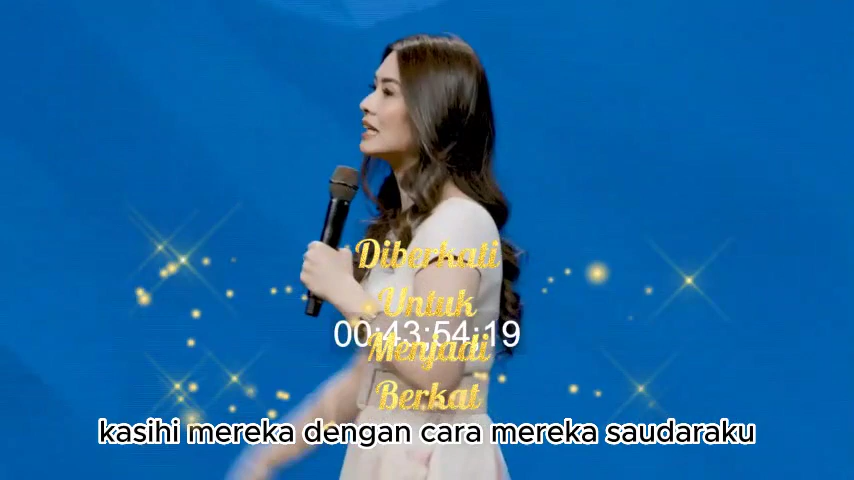 Diberkati
Untuk
00:43:54:19
Menjadi
Berkat
kasihi mereka dengan cara mereka saudaraku